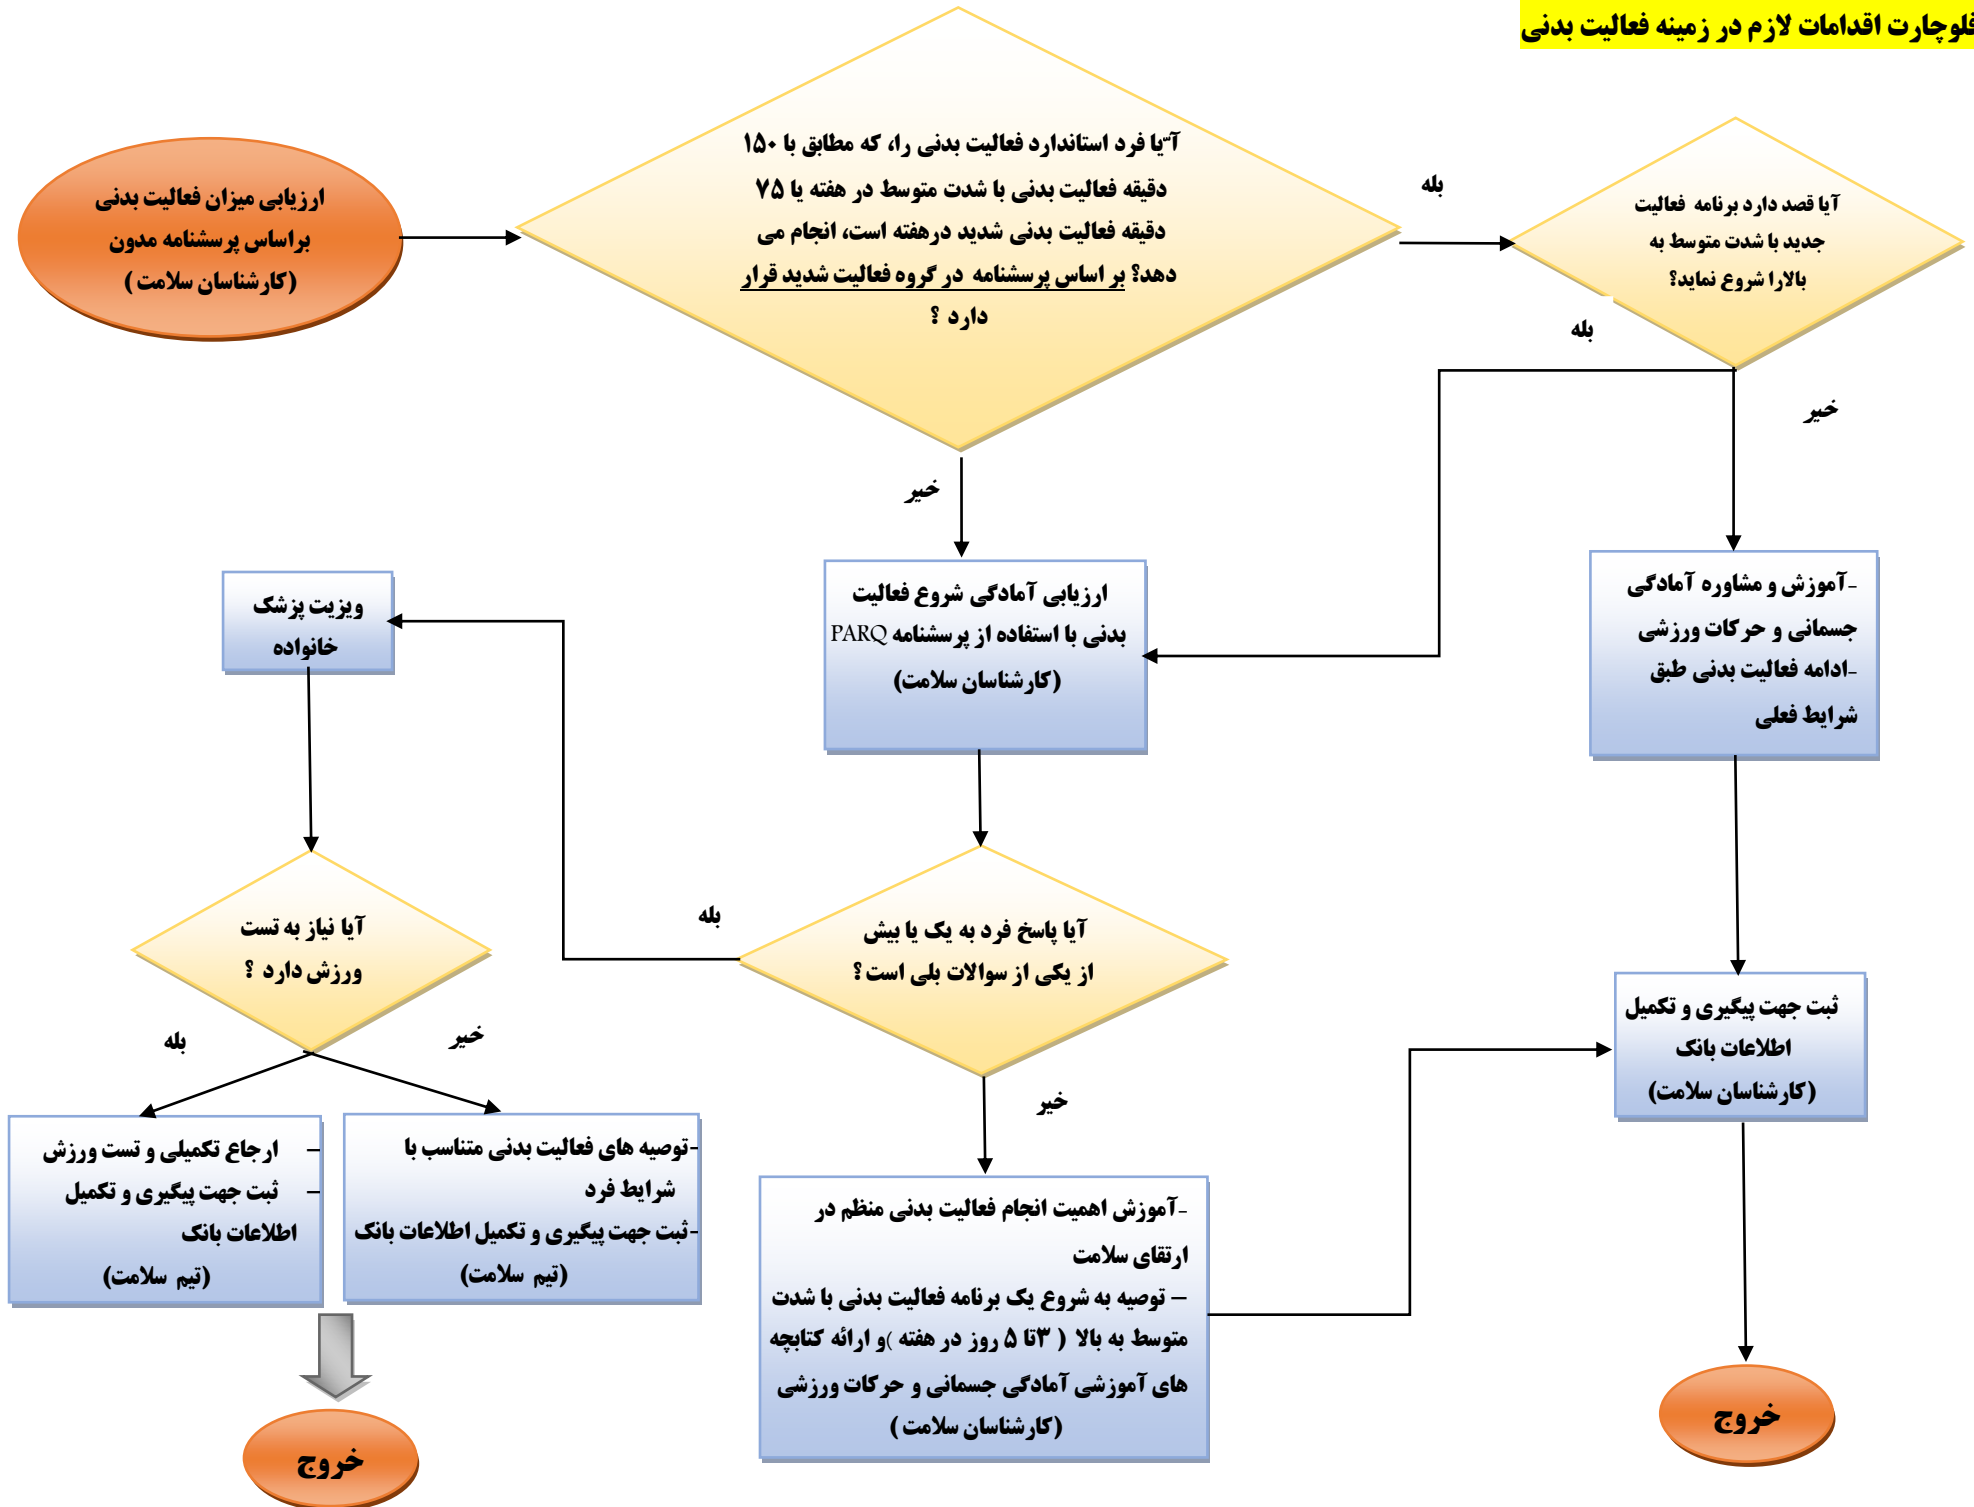 فلوچارت اقدامات لازم در زمینه فعالیت بدنی
ارزیابی میزان فعالیت بدنی
براساس پرسشنامه مدون
(کارشناسان سلامت )
آیا فرد استاندارد فعالیت بدنی را، که مطابق با ۱۵۰
دقیقه فعالیت بدنی با شدت متوسط در هفته یا ۷۵
دقیقه فعالیت بدنی شدید درهفته است، انجام می
دهد؟ بر اساس پرسشنامه در گروه فعالیت شدید قرار
دارد ؟
بله
آیا قصد دارد برنامه فعالیت
جدید با شدت متوسط به
بالارا شروع نماید؟
بله
خیر
خیر
ارزیابی آمادگی شروع فعالیت
بدنی با استفاده از پرسشنامه PARQ
(کارشناسان سلامت)
-آموزش و مشاوره آمادگی
جسمانی و حرکات ورزشی
-ادامه فعالیت بدنی طبق
شرایط فعلی
ویزیت پزشک
خانواده
آیا پاسخ فرد به یک یا بیش
از یکی از سوالات بلی است؟
بله
خیر
آیا نیاز به تست
ورزش دارد ؟
بله
خیر
ثبت جهت پیگیری و تکمیل
اطلاعات بانک
(کارشناسان سلامت)
– ارجاع تکمیلی و تست ورزش
– ثبت جهت پیگیری و تکمیل
اطلاعات بانک
(تیم سلامت)
-توصیه های فعالیت بدنی متناسب با
شرایط فرد
-ثبت جهت پیگیری و تکمیل اطلاعات بانک
(تیم سلامت)
-آموزش اهمیت انجام فعالیت بدنی منظم در
ارتقای سلامت
– توصیه به شروع یک برنامه فعالیت بدنی با شدت
متوسط به بالا ( ۳تا ۵ روز در هفته )و ارائه کتابچه
های آموزشی آمادگی جسمانی و حرکات ورزشی
(کارشناسان سلامت )
خروج
خروج